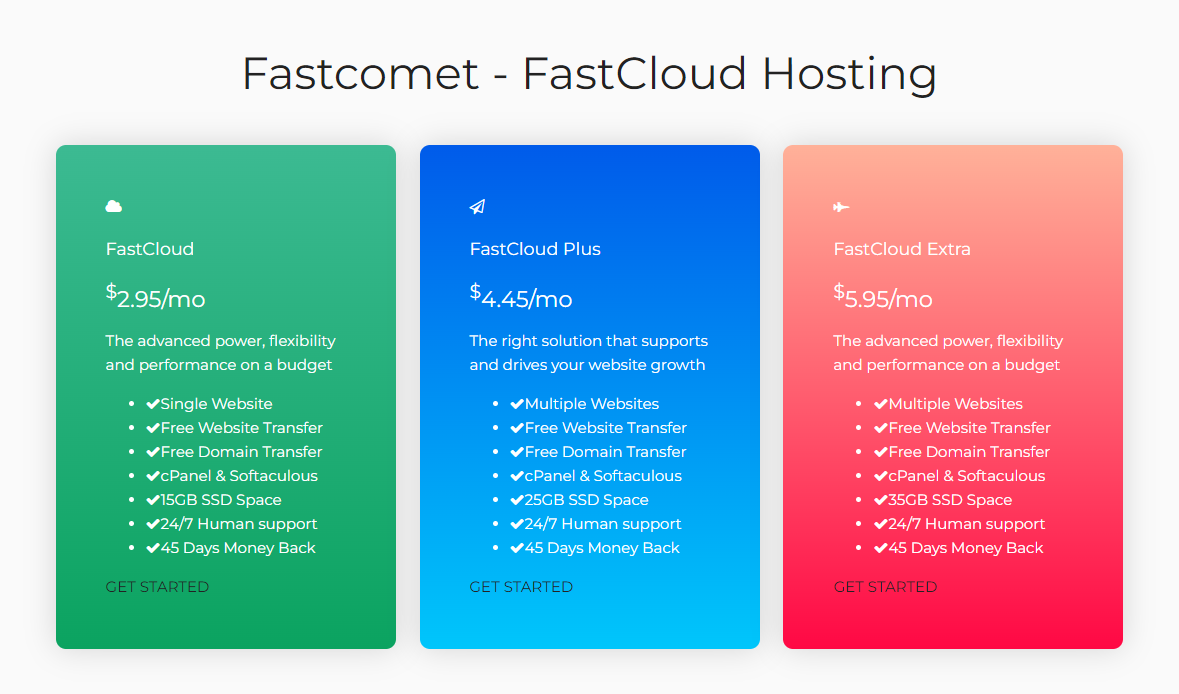 Fastcomet - FastCloud Hosting
FastCloud
$2.95/mo
The advanced power, flexibility
and performance on a budget
Single Website
Free Website Transfer
Free Domain Transfer
cPanel & Softaculous
15GB SSD Space
24/7 Human support
45 Days Money Back
GET STARTED
FastCloud Plus
$4.45/mo
The right solution that supports
and drives your website growth
Multiple Websites
Free Website Transfer
Free Domain Transfer
cPanel & Softaculous
25GB SSD Space
24/7 Human support
45 Days Money Back
GET STARTED
FastCloud Extra
$5.95/mo
The advanced power, flexibility
and performance on a budget
Multiple Websites
Free Website Transfer
Free Domain Transfer
cPanel & Softaculous
35GB SSD Space
24/7 Human support
45 Days Money Back
GET STARTED